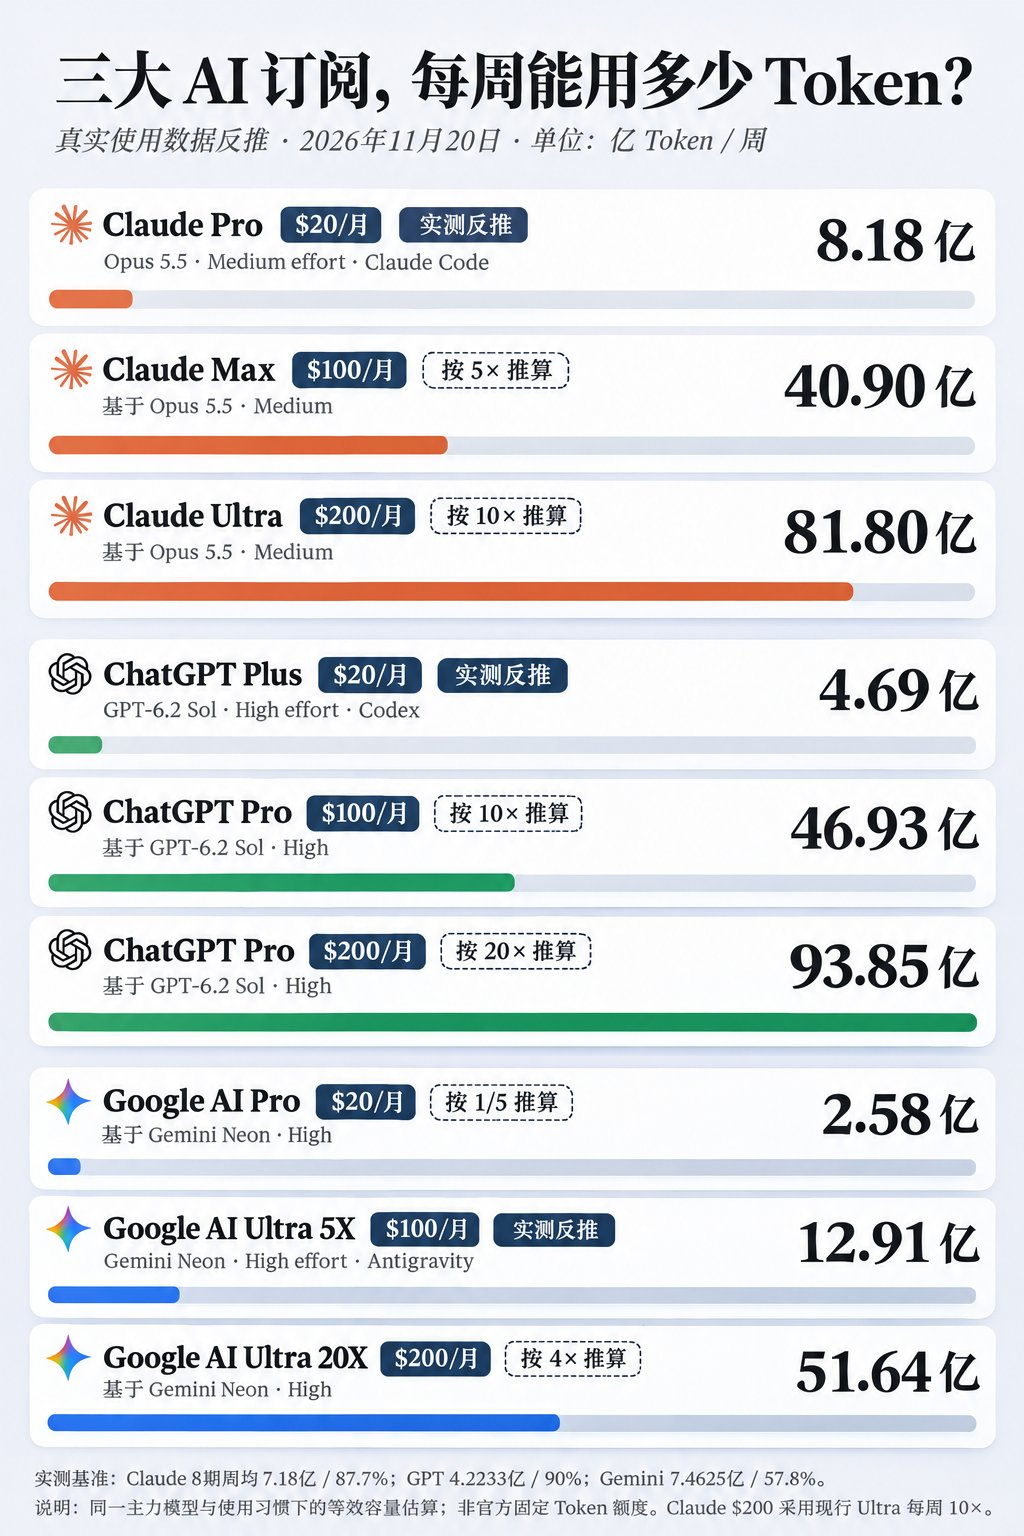 三大 AI 订阅，每周能用多少 Token?
真实使用数据反推 · 2026年11月20日 · 单位：亿 Token / 周
Claude Pro $20/月 实测反推 8.18 亿
Opus 5.5 · Medium effort · Claude Code
Claude Max $100/月 按 5× 推算 40.90 亿
基于 Opus 5.5 · Medium
Claude Ultra $200/月 按 10× 推算 81.80 亿
基于 Opus 5.5 · Medium
ChatGPT Plus $20/月 实测反推 4.69 亿
GPT-6.2 Sol · High effort · Codex
ChatGPT Pro $100/月 按 10× 推算 46.93 亿
基于 GPT-6.2 Sol · High
ChatGPT Pro $200/月 按 20× 推算 93.85 亿
基于 GPT-6.2 Sol · High
Google AI Pro $20/月 按 1/5 推算 2.58 亿
基于 Gemini Neon · High
Google AI Ultra 5X $100/月 实测反推 12.91 亿
Gemini Neon · High effort · Antigravity
Google AI Ultra 20X $200/月 按 4× 推算 51.64 亿
基于 Gemini Neon · High
实测基准：Claude 8期周均 7.18亿 / 87.7%；GPT 4.2233亿 / 90%；Gemini 7.4625亿 / 57.8%。
说明：同一主力模型与使用习惯下的等效容量估算；非官方固定 Token 额度。Claude $200 采用现行 Ultra 每周 10×。